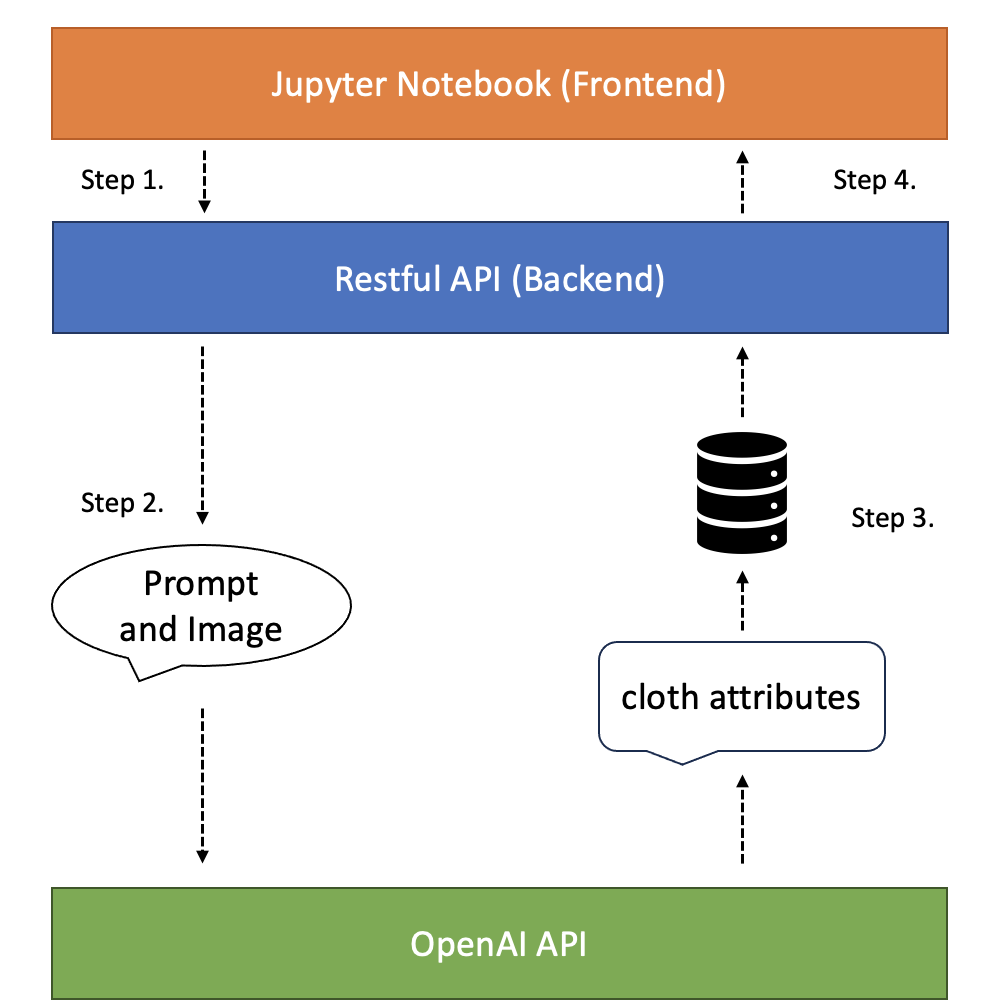 Jupyter Notebook (Frontend)
Step 1.
Step 4.
Restful API (Backend)
Step 2.
Step 3.
Prompt
and Image
cloth attributes
OpenAI API